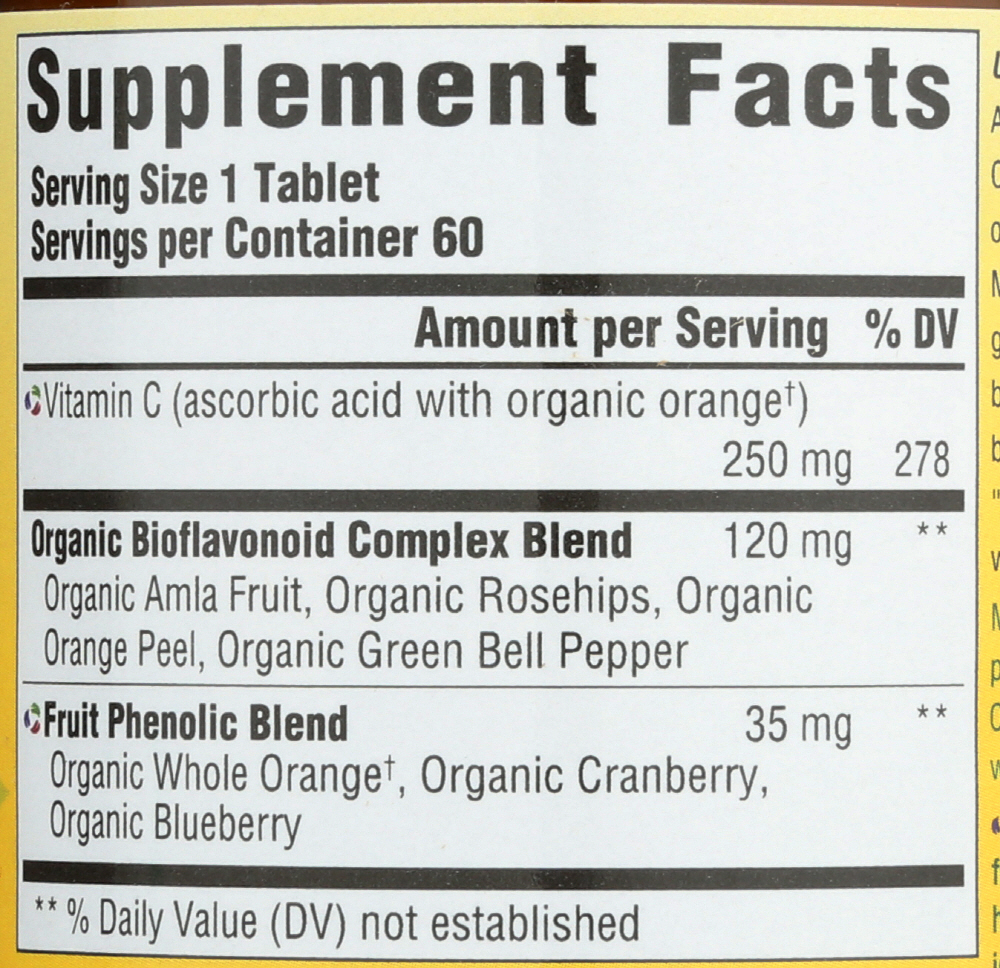 Supplement Facts
Serving Size 1 Tablet
Servings per Container 60
Amount per Serving % DV
Vitamin C (ascorbic acid with organic orange†)
250 mg 278
Organic Bioflavonoid Complex Blend 120 mg **
Organic Amla Fruit, Organic Rosehips, Organic
Orange Peel, Organic Green Bell Pepper
Fruit Phenolic Blend 35 mg **
Organic Whole Orange†, Organic Cranberry,
Organic Blueberry
** % Daily Value (DV) not established